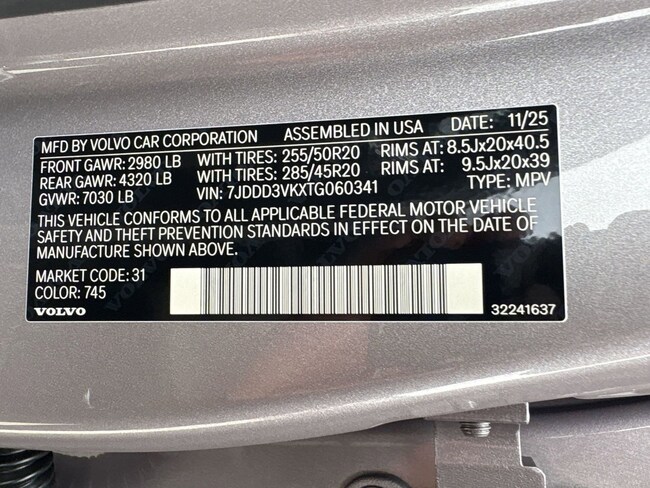 MFD BY VOLVO CAR CORPORATION ASSEMBLED IN USA DATE: 11/25
FRONT GAWR: 2980 LB WITH TIRES: 255/50R20 RIMS AT: 8.5Jx20x40.5
REAR GAWR: 4320 LB WITH TIRES: 285/45R20 RIMS AT: 9.5Jx20x39
GVWR: 7030 LB VIN: 7JDDD3VKXTG060341 TYPE: MPV
THIS VEHICLE CONFORMS TO ALL APPLICABLE FEDERAL MOTOR VEHICLE
SAFETY AND THEFT PREVENTION STANDARDS IN EFFECT ON THE DATE OF
MANUFACTURE SHOWN ABOVE.
MARKET CODE: 31
COLOR: 745
VOLVO 32241637